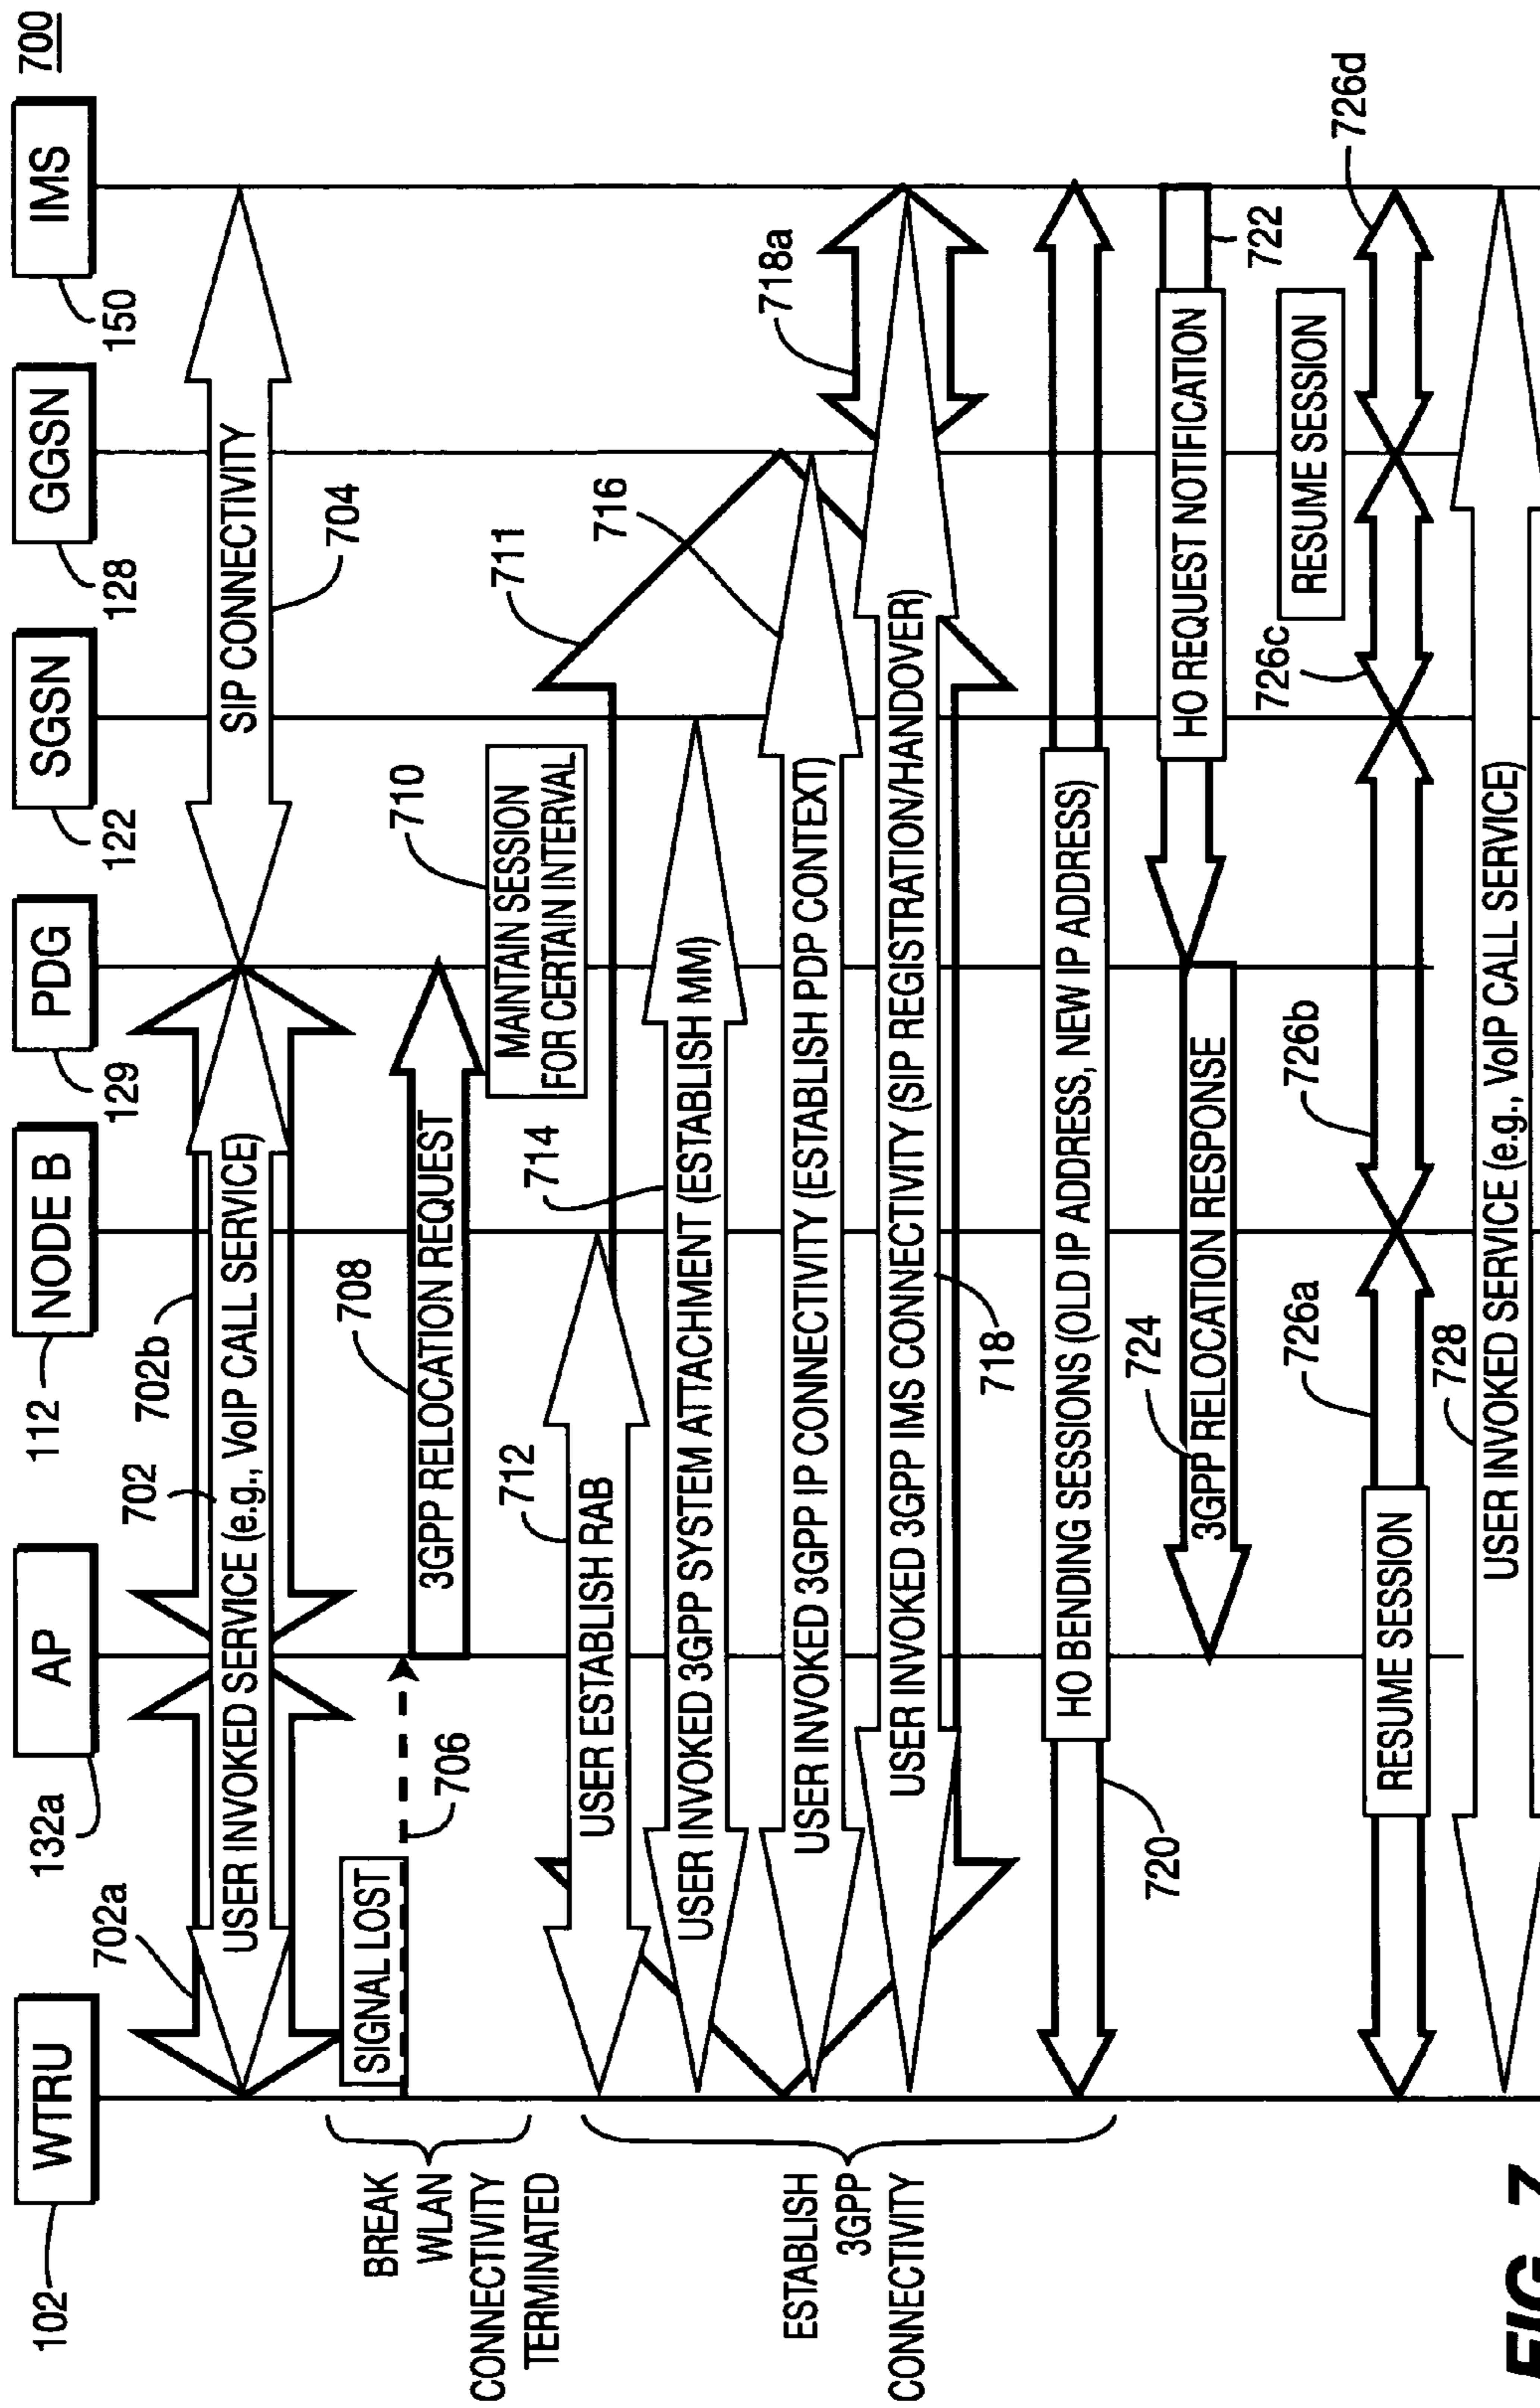 700
WTRU
AP
NODE B
PDG
SGSN
GGSN
IMS
102
132a
112
129
122
128
150
702a
702
702b
USER INVOKED SERVICE (e.g., VoIP CALL SERVICE)
SIP CONNECTIVITY
704
BREAK
WLAN
CONNECTIVITY
TERMINATED
SIGNAL LOST
706
708
3GPP RELOCATION REQUEST
710
MAINTAIN SESSION
FOR CERTAIN INTERVAL
711
712
USER ESTABLISH RAB
714
USER INVOKED 3GPP SYSTEM ATTACHMENT (ESTABLISH MM)
716
USER INVOKED 3GPP IP CONNECTIVITY (ESTABLISH PDP CONTEXT)
718a
USER INVOKED 3GPP IMS CONNECTIVITY (SIP REGISTRATION/HANDOVER)
718
ESTABLISH
3GPP
CONNECTIVITY
HO BENDING SESSIONS (OLD IP ADDRESS, NEW IP ADDRESS)
720
HO REQUEST NOTIFICATION
722
724
3GPP RELOCATION RESPONSE
726a
726b
726c
RESUME SESSION
726d
RESUME SESSION
728
USER INVOKED SERVICE (e.g., VoIP CALL SERVICE)
FIG. 7